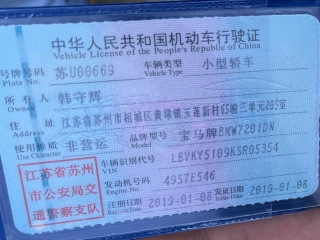 中华人民共和国机动车行驶证
Vehicle License of the People's Republic of China
号牌号码 苏U00669 车辆类型 小型轿车
Plate No. Vehicle Type
所有人 韩守辉
Owner
住址 江苏省苏州市相城区黄埭镇玉莲新村65幢三单元205室
Address
使用性质 非营运 品牌型号 宝马牌BMW7201DN
Use Character Model
江苏省苏州
市公安局交
通警察支队
车辆识别代号 LBVKY5109KSR05354
VIN
发动机号码 4957E546
Engine No.
注册日期 2019-01-08 发证日期 2019-01-08
Register Date Issue Date